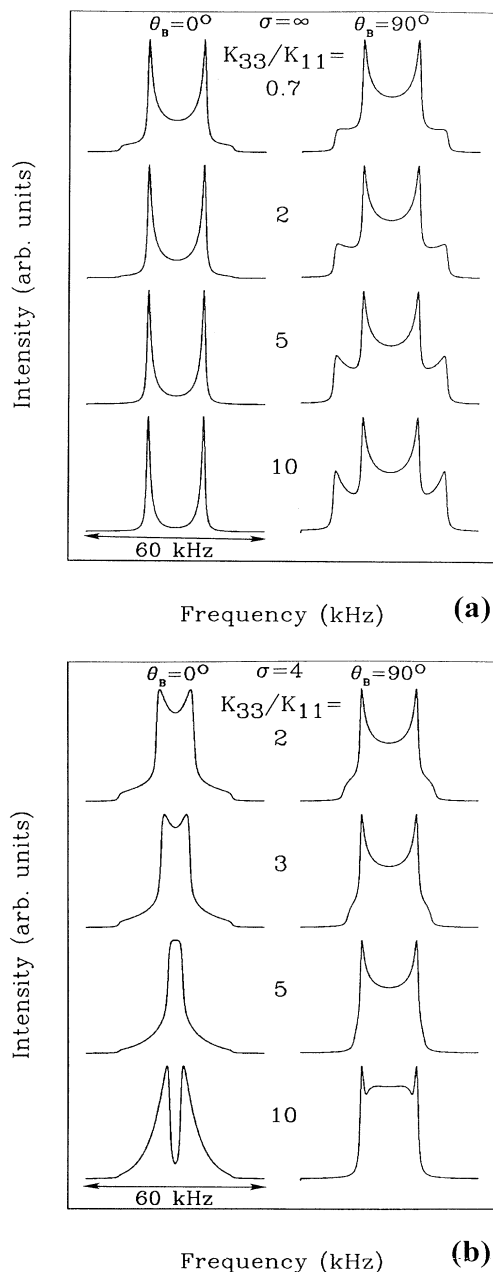 θB=0° σ=∞ θB=90°
K33/K11=
0.7
2
5
10
60 kHz
Intensity (arb. units)
Frequency (kHz)
(a)
θB=0° σ=4 θB=90°
K33/K11=
2
3
5
10
60 kHz
Intensity (arb. units)
Frequency (kHz)
(b)